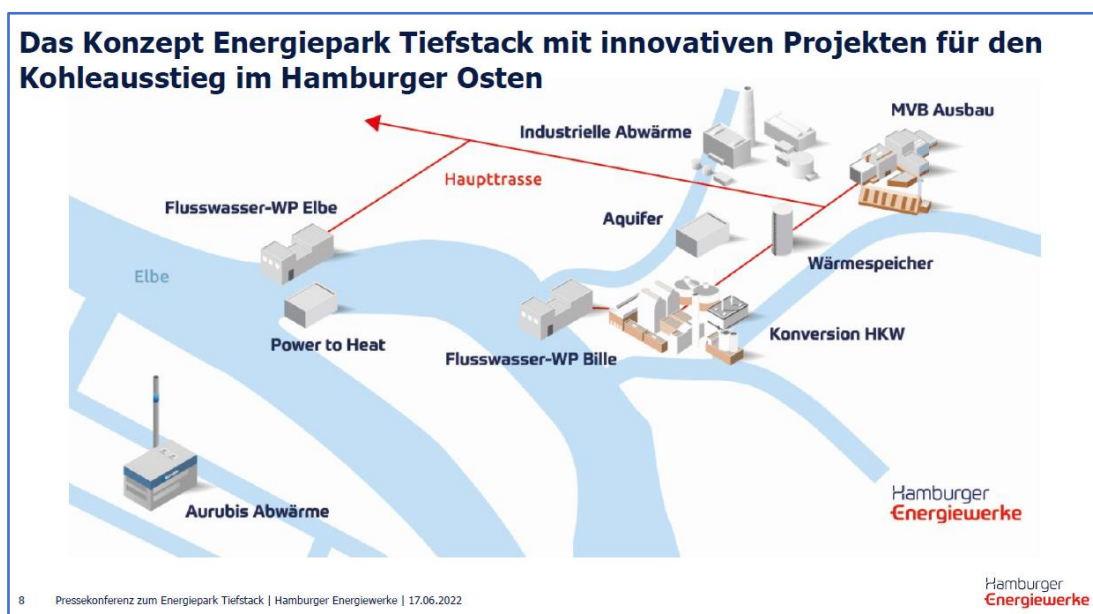 Das Konzept Energiepark Tiefstack mit innovativen Projekten für den
Kohleausstieg im Hamburger Osten
MVB Ausbau
Industrielle Abwärme
Haupttrasse
Flusswasser-WP Elbe
Aquifer
Wärmespeicher
Elbe
Power to Heat
Konversion HKW
Flusswasser-WP Bille
Aurubis Abwärme
Hamburger
Energiewerke
8 Pressekonferenz zum Energiepark Tiefstack | Hamburger Energiewerke | 17.06.2022
Hamburger
Energiewerke